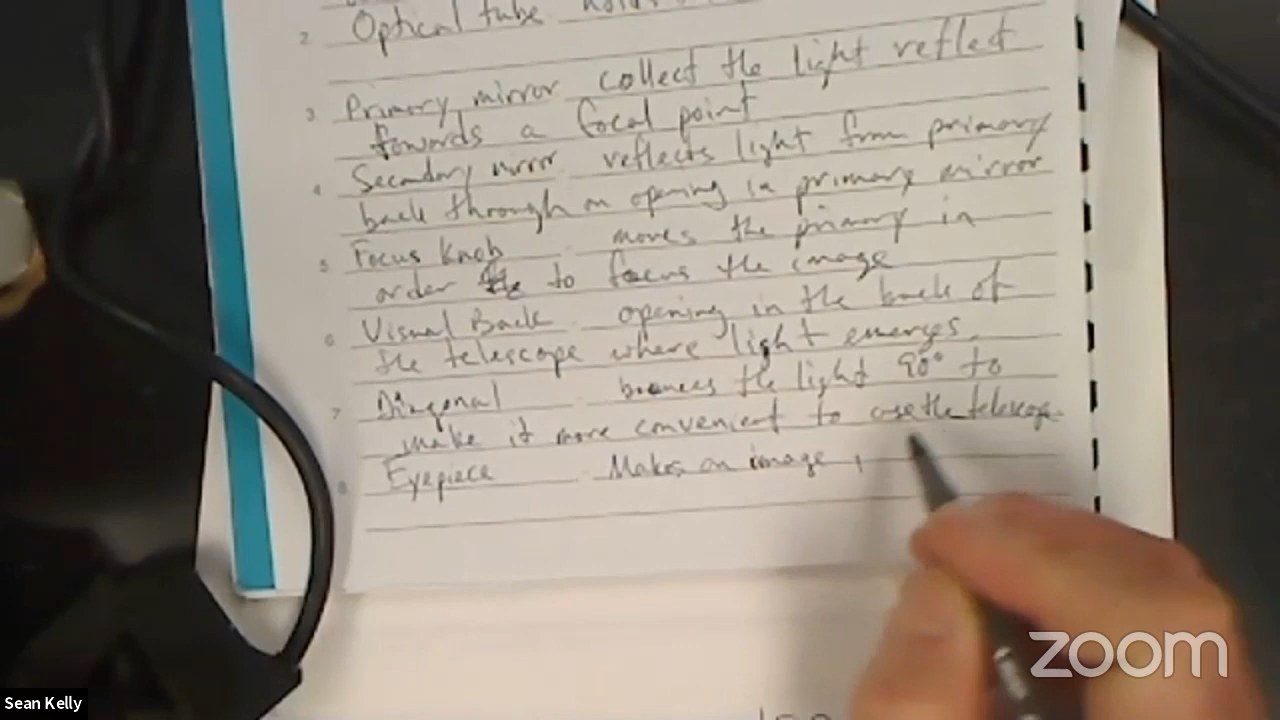 2 Optical tube holds
3 Primary mirror collect the light reflect
towards a focal point
4 Secondary mirror reflects light from primary
back through an opening in primary mirror
5 Focus knob moves the primary in
order to focus the image
6 Visual Back opening in the back of
the telescope where light emerges.
7 Diagonal bounces the light 90° to
make it more convenient to use the telescope
8 Eyepiece Makes an image
zoom
Sean Kelly